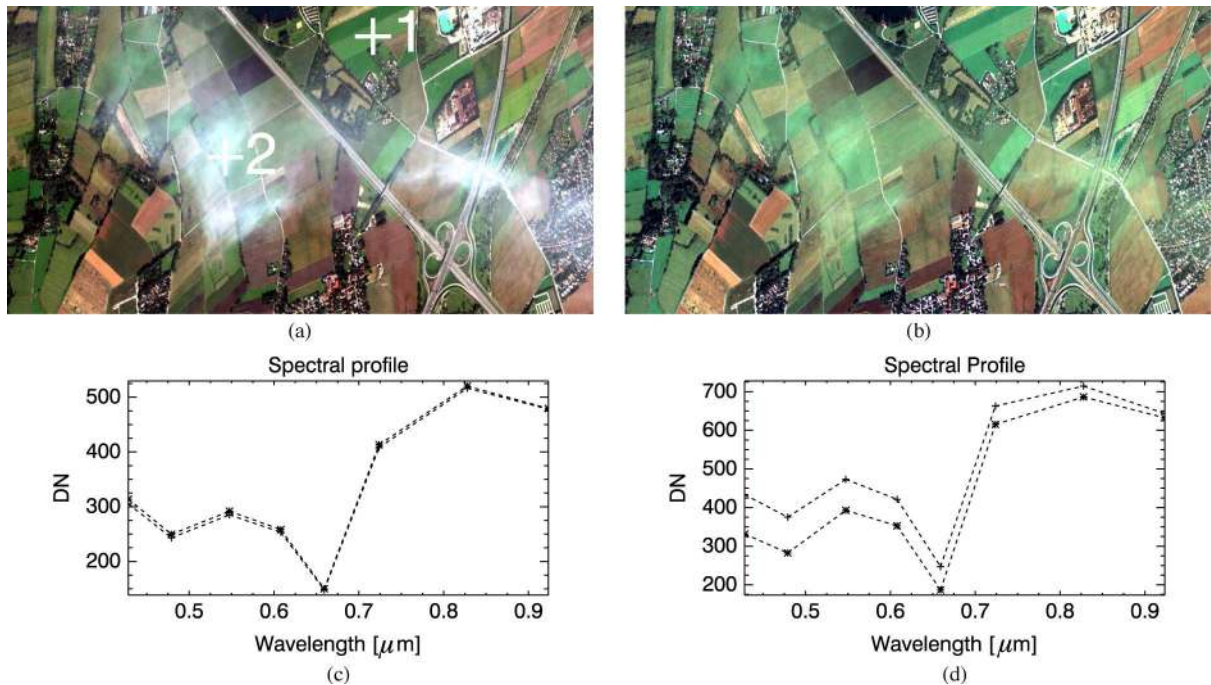 +1
+2
(a)
(b)
Spectral profile
500
400
300
200
DN
0.5 0.6 0.7 0.8 0.9
Wavelength [μm]
(c)
Spectral Profile
700
600
500
400
300
200
DN
0.5 0.6 0.7 0.8 0.9
Wavelength [μm]
(d)